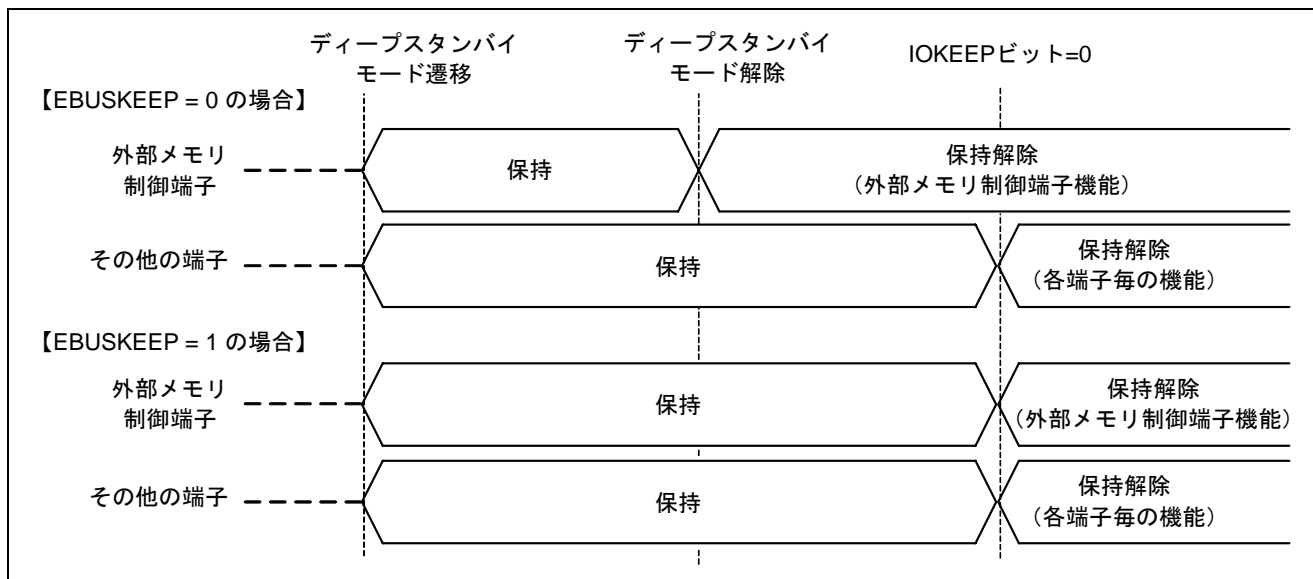 ディープスタンバイ
モード遷移
ディープスタンバイ
モード解除
IOKEEPビット=0
【EBUSKEEP = 0 の場合】
外部メモリ
制御端子
保持
保持解除
（外部メモリ制御端子機能）
その他の端子
保持
保持解除
（各端子毎の機能）
【EBUSKEEP = 1 の場合】
外部メモリ
制御端子
保持
保持解除
（外部メモリ制御端子機能）
その他の端子
保持
保持解除
（各端子毎の機能）